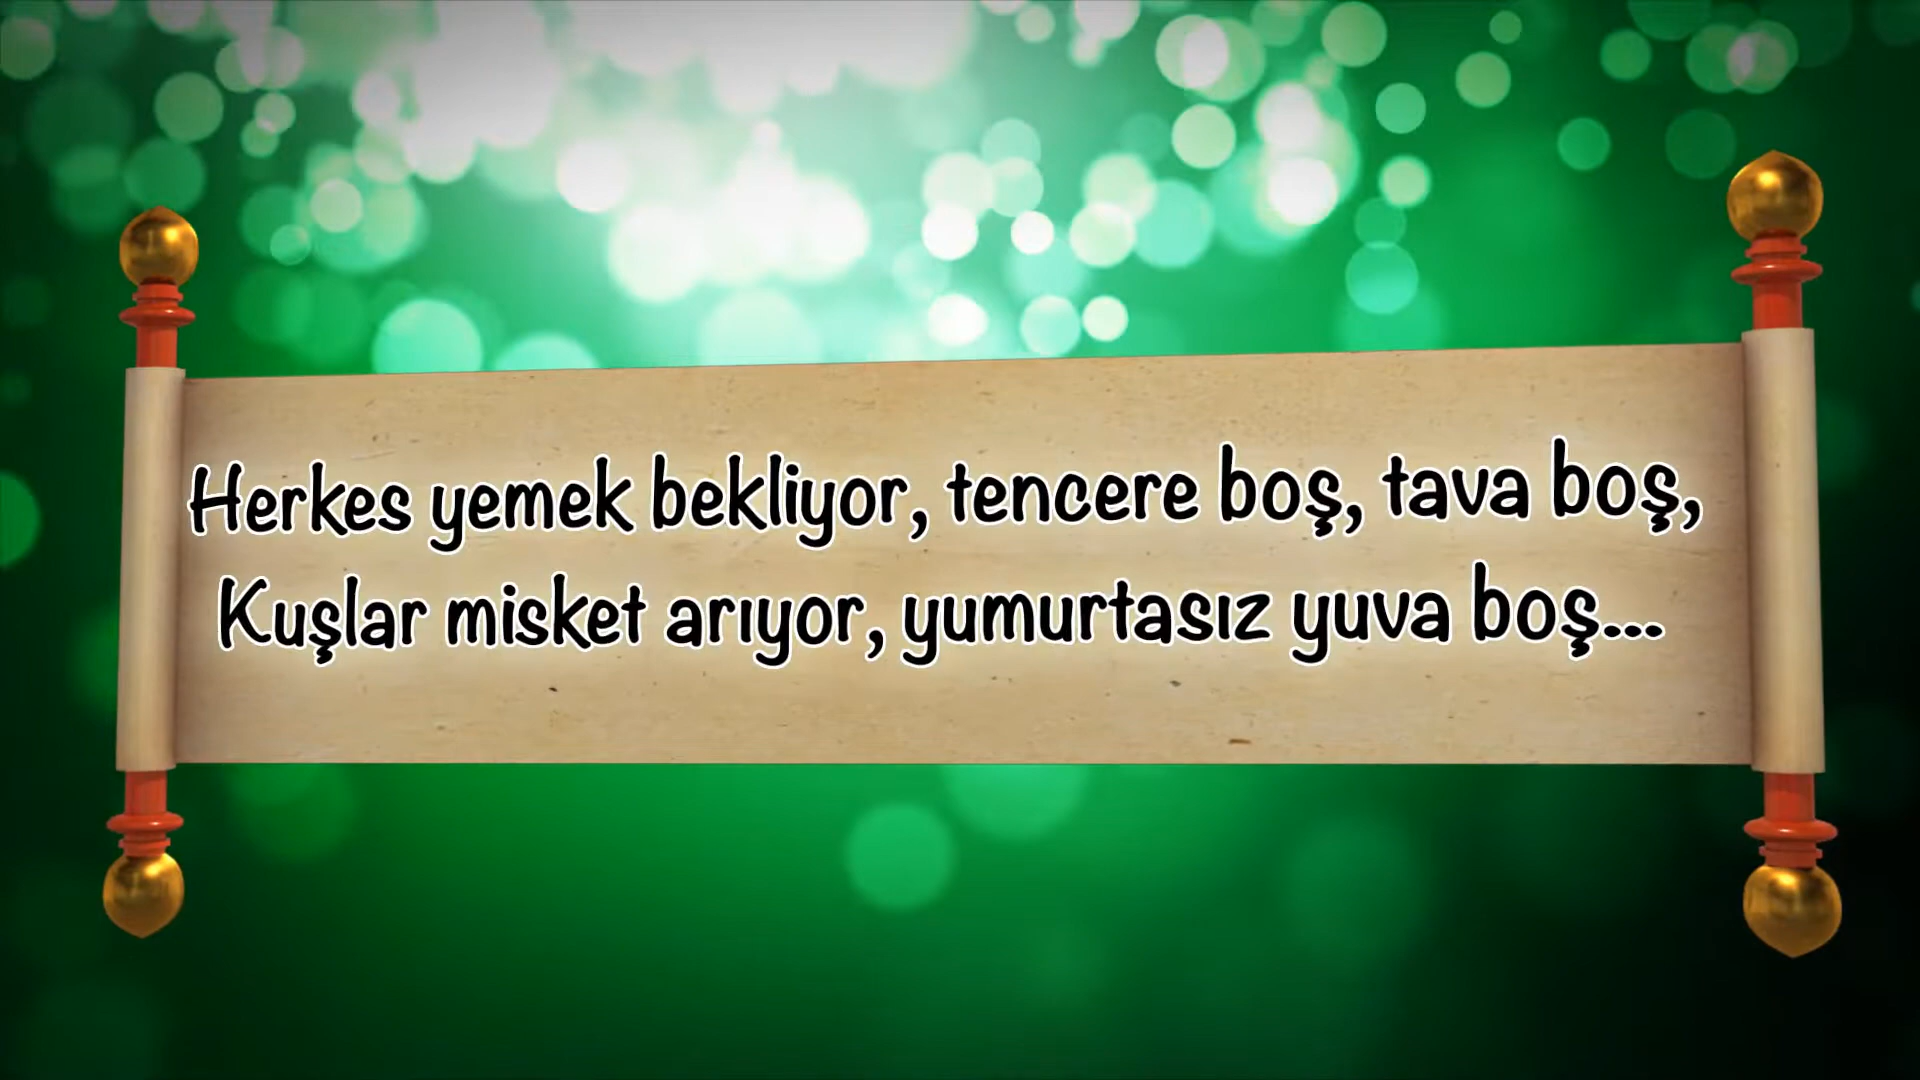 Herkes yemek bekliyor, tencere boş, tava boş,
Kuşlar misket arıyor, yumurtasız yuva boş...